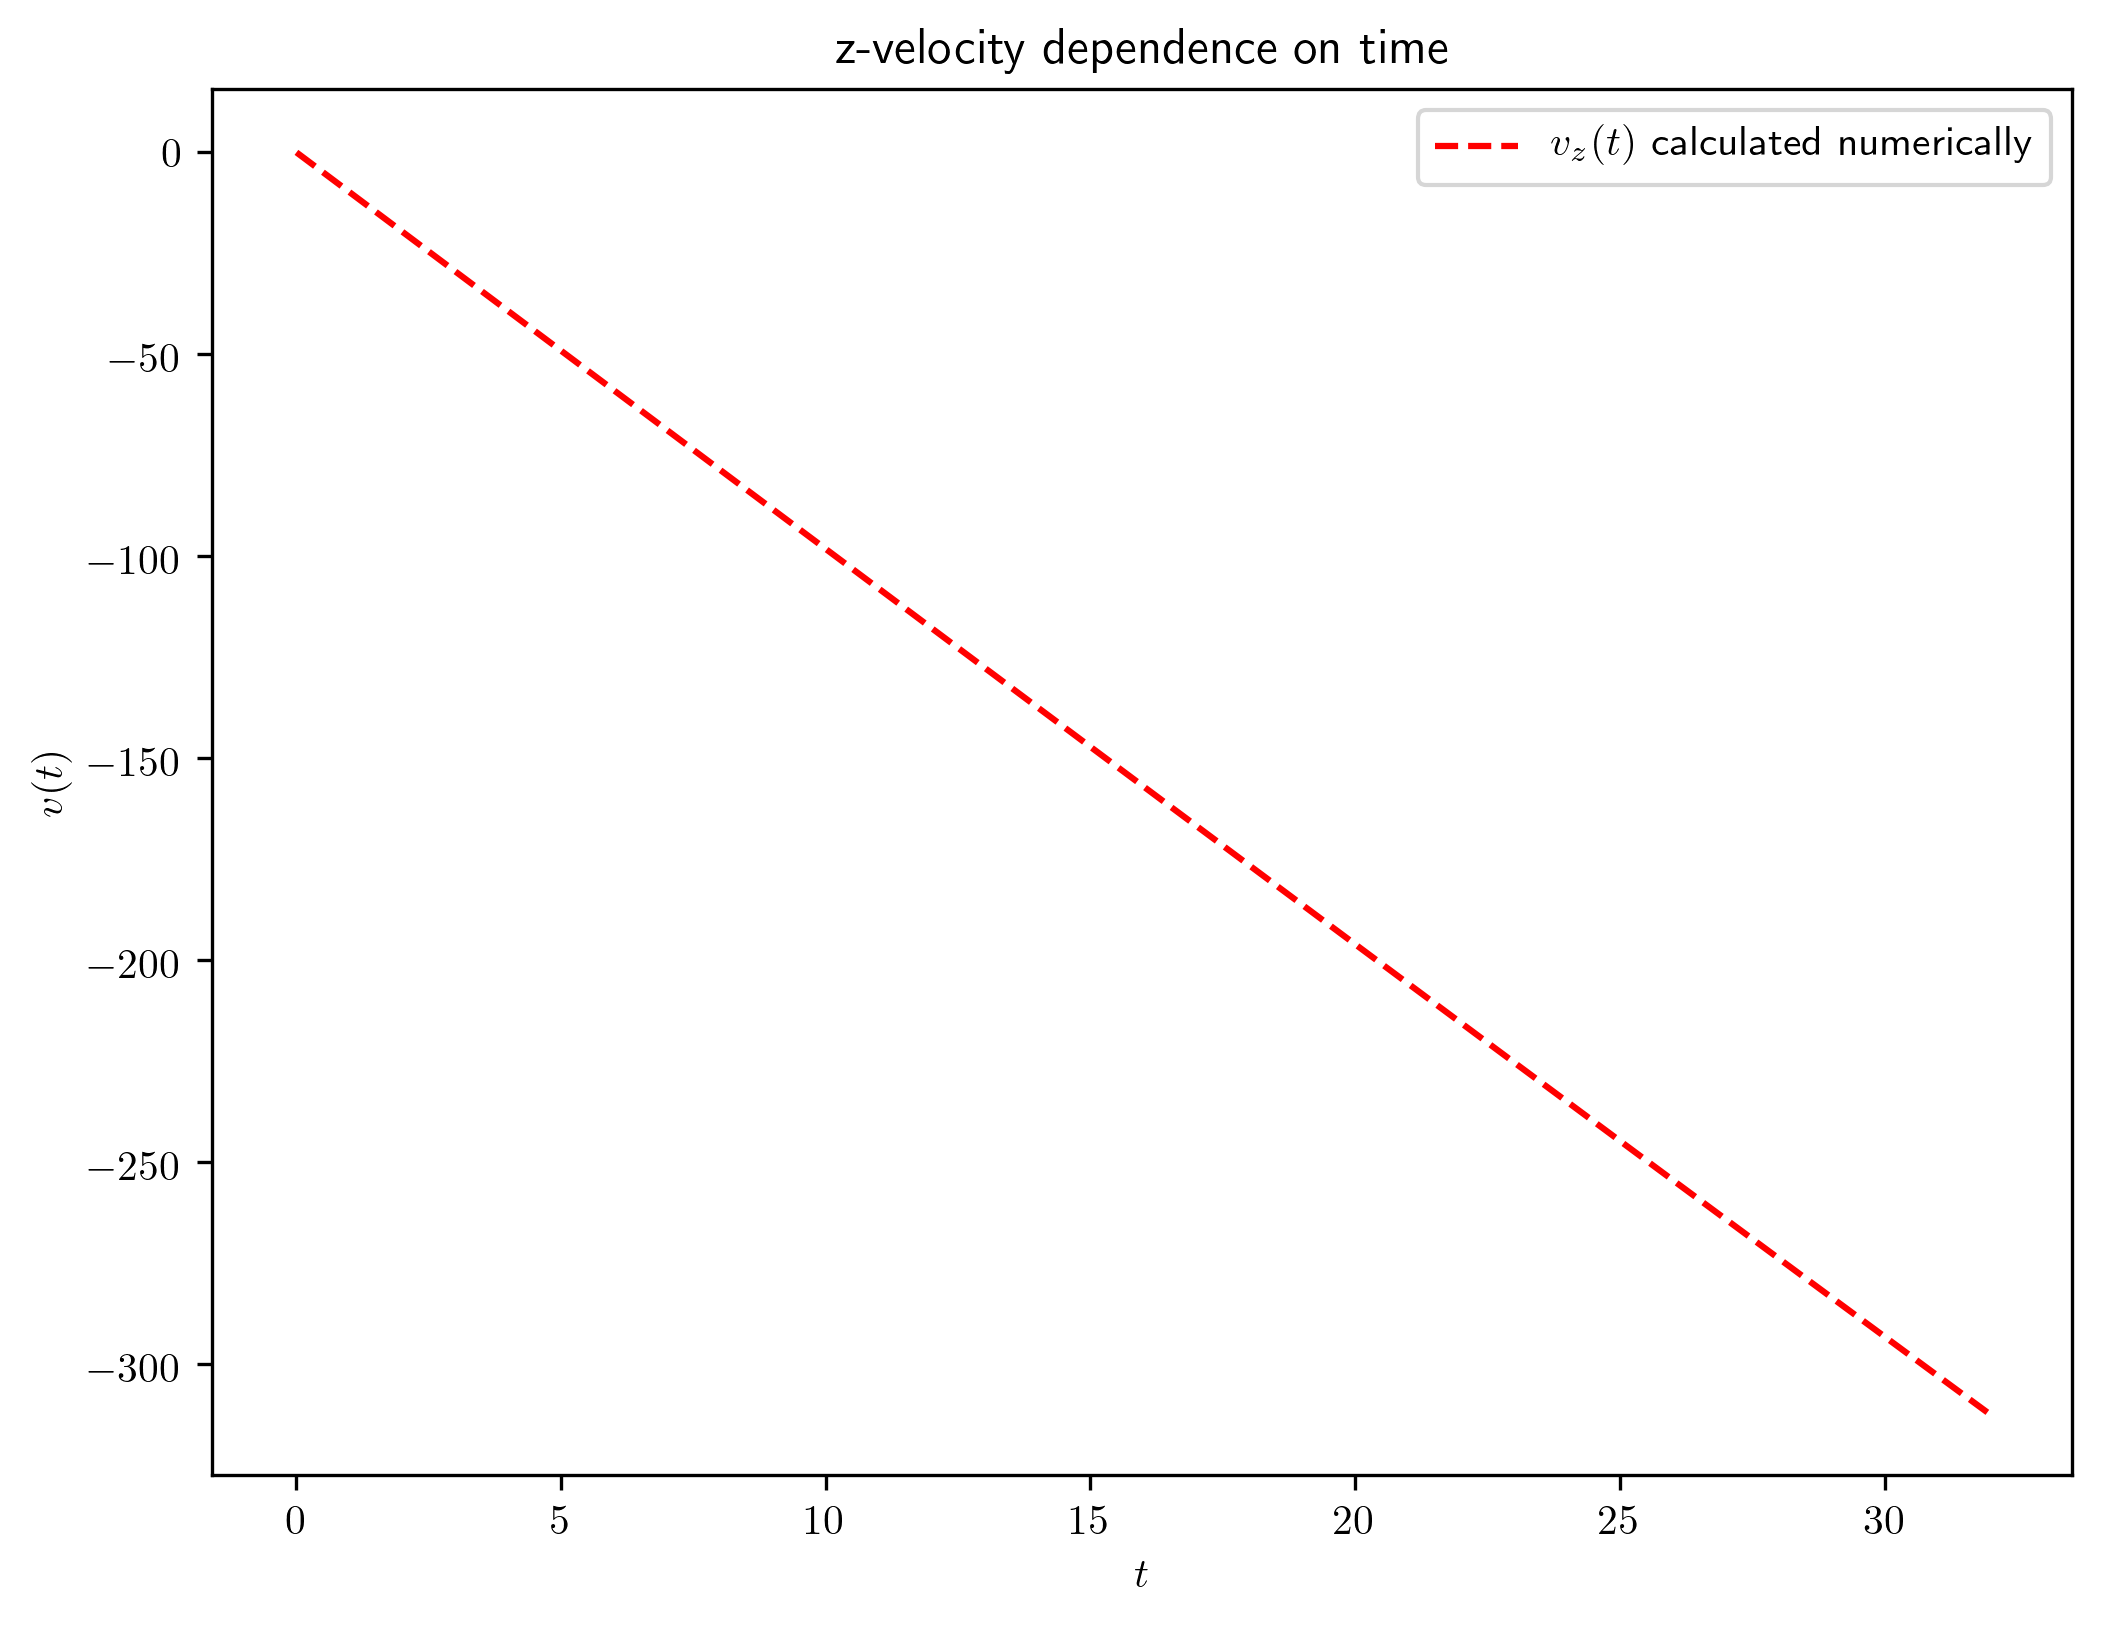 z-velocity dependence on time
v_z(t) calculated numerically
0
−50
−100
−150
−200
−250
−300
v(t)
0 5 10 15 20 25 30
t